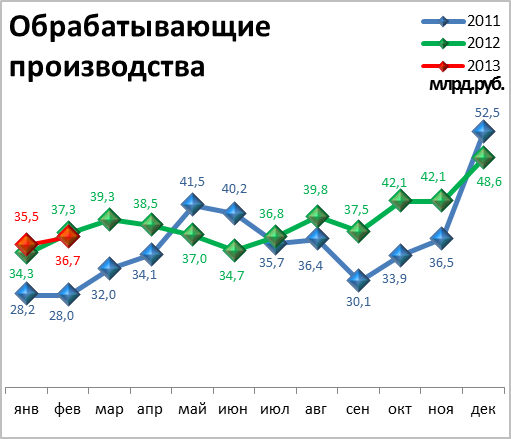 Обрабатывающие
производства
2011
2012
2013
млрд.руб.
52,5
41,5 40,2 42,1 42,1 48,6
39,3 38,5 39,8
35,5 37,3 36,8 37,5
34,3 36,7 37,0 34,7 35,7 36,4 36,5
32,0 34,1 33,9
28,2 28,0 30,1
янв фев мар апр май июн июл авг сен окт ноя дек